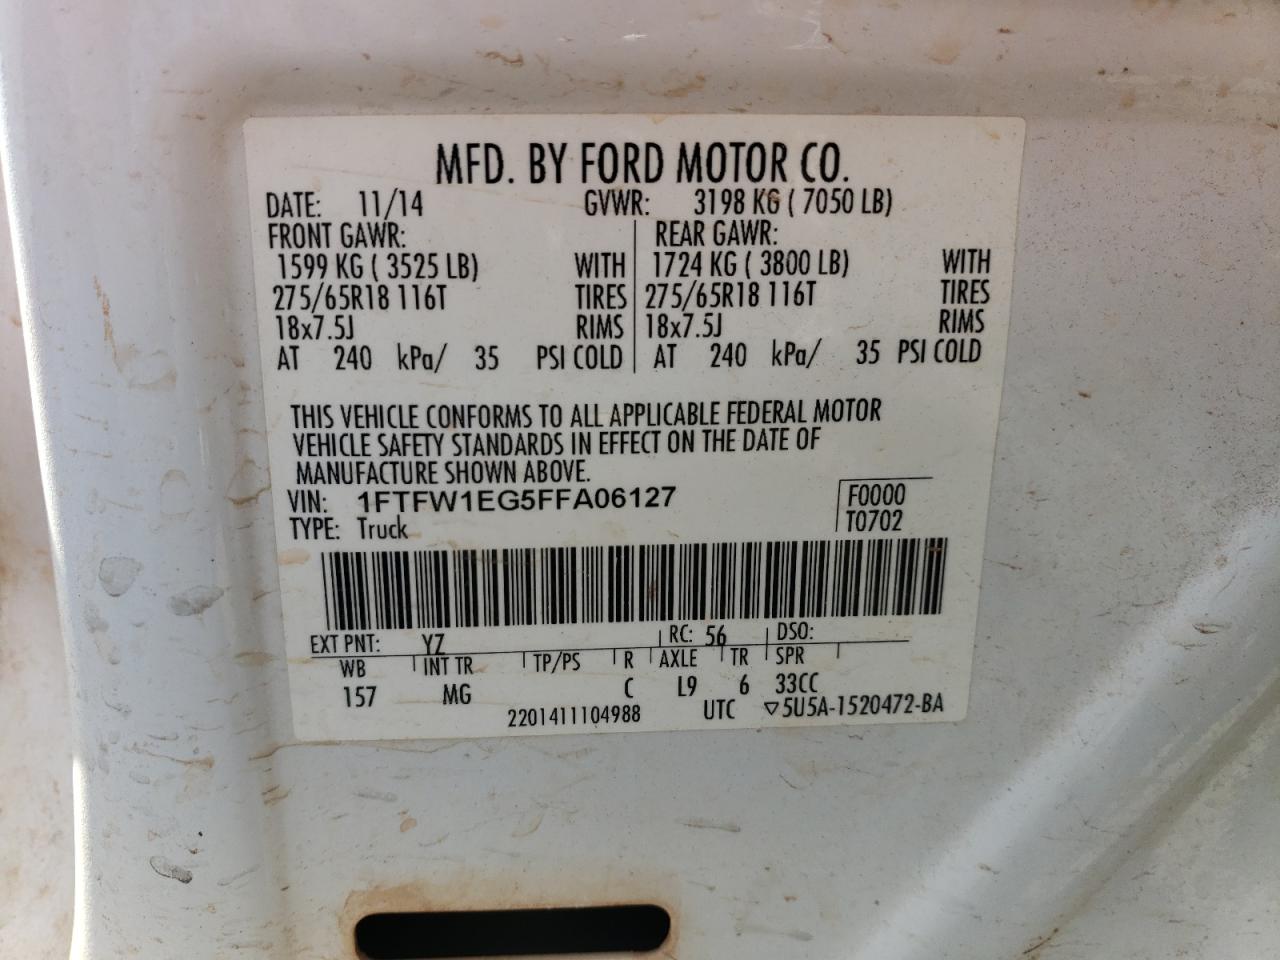 MFD. BY FORD MOTOR CO.
DATE: 11/14 GVWR: 3198 KG ( 7050 LB)
FRONT GAWR: REAR GAWR:
1599 KG ( 3525 LB) WITH 1724 KG ( 3800 LB) WITH
275/65R18 116T TIRES 275/65R18 116T TIRES
18x7.5J RIMS 18x7.5J RIMS
AT 240 kPa/ 35 PSI COLD AT 240 kPa/ 35 PSI COLD
THIS VEHICLE CONFORMS TO ALL APPLICABLE FEDERAL MOTOR
VEHICLE SAFETY STANDARDS IN EFFECT ON THE DATE OF
MANUFACTURE SHOWN ABOVE.
VIN: 1FTFW1EG5FFA06127 F0000
TYPE: Truck T0702
EXT PNT: YZ RC: 56 DSO:
WB INT TR TP/PS R AXLE TR SPR
157 MG C L9 6 33CC
2201411104988 UTC ▽5U5A-1520472-BA